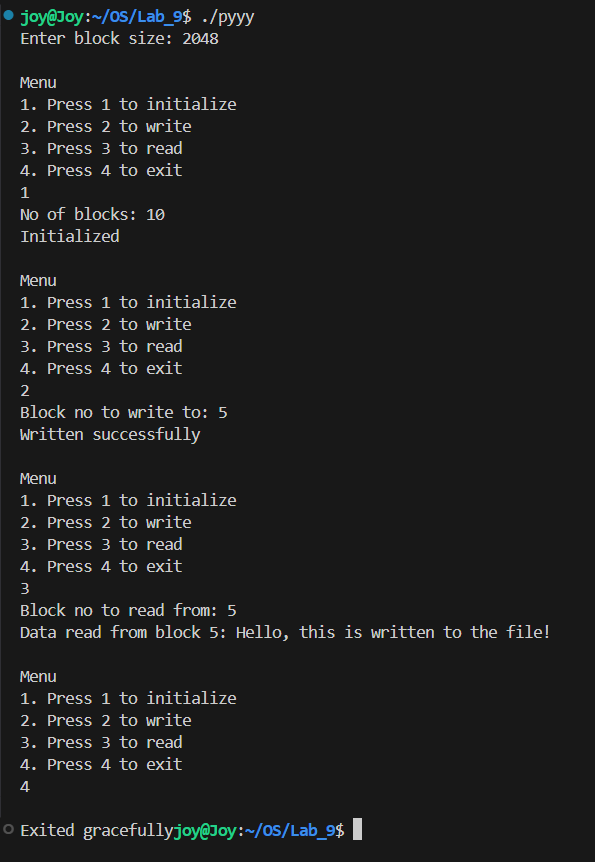 joy@Joy:~/OS/Lab_9$ ./pyyy
Enter block size: 2048
Menu
1. Press 1 to initialize
2. Press 2 to write
3. Press 3 to read
4. Press 4 to exit
1
No of blocks: 10
Initialized
Menu
1. Press 1 to initialize
2. Press 2 to write
3. Press 3 to read
4. Press 4 to exit
2
Block no to write to: 5
Written successfully
Menu
1. Press 1 to initialize
2. Press 2 to write
3. Press 3 to read
4. Press 4 to exit
3
Block no to read from: 5
Data read from block 5: Hello, this is written to the file!
Menu
1. Press 1 to initialize
2. Press 2 to write
3. Press 3 to read
4. Press 4 to exit
4
Exited gracefullyjoy@Joy:~/OS/Lab_9$